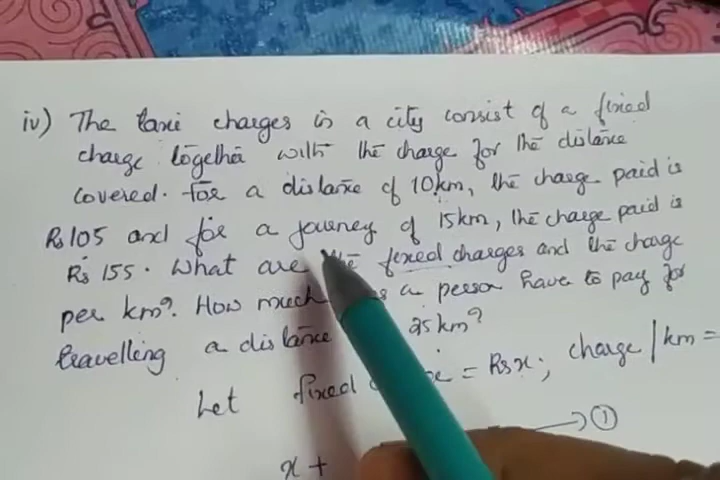 iv) The taxi charges in a city consist of a fixed
charge together with the charge for the distance
covered. For a distance of 10km, the charge paid is
Rs 105 and for a journey of 15km, the charge paid is
Rs 155. What are the fixed charges and the charge
per km?. How much a person have to pay for
travelling a distance 25km?
Let fixed = Rs x; charge/km =
→ ①
x +